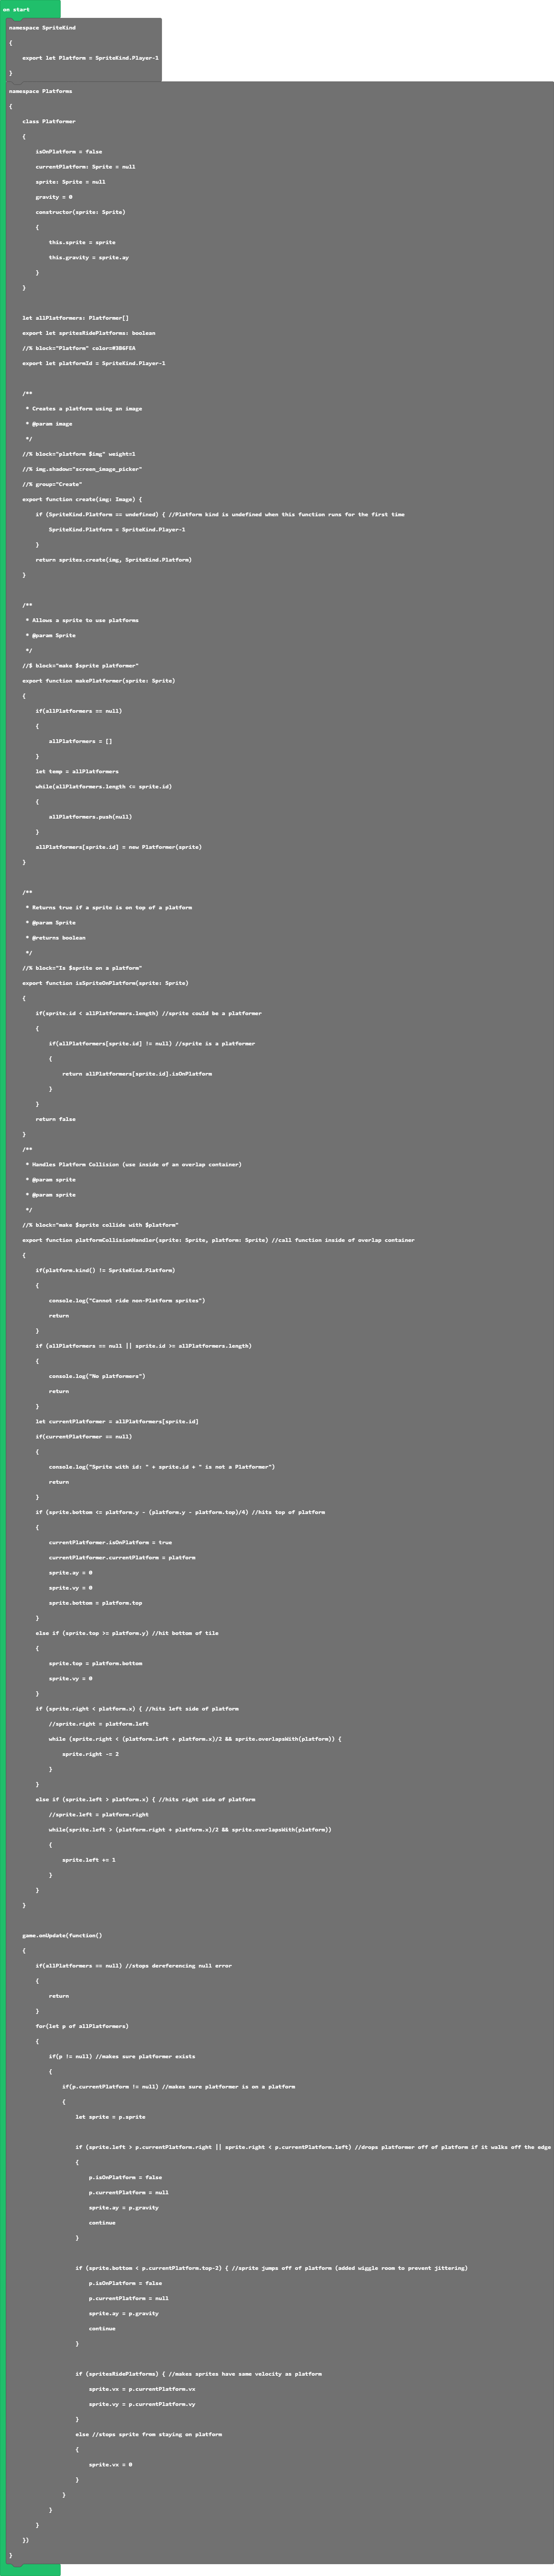 on start
namespace SpriteKind
{
    export let Platform = SpriteKind.Player-1
}
namespace Platforms
{
    class Platformer
    {
        isOnPlatform = false
        currentPlatform: Sprite = null
        sprite: Sprite = null
        gravity = 0
        constructor(sprite: Sprite)
        {
            this.sprite = sprite
            this.gravity = sprite.ay
        }
    }
    let allPlatformers: Platformer[]
    export let spritesRidePlatforms: boolean
    //% block="Platform" color=#3B6FEA
    export let platformId = SpriteKind.Player-1
    /**
     * Creates a platform using an image
     * @param image
     */
    //% block="platform $img" weight=1
    //% img.shadow="screen_image_picker"
    //% group="Create"
    export function create(img: Image) {
        if (SpriteKind.Platform == undefined) { //Platform kind is undefined when this function runs for the first time
            SpriteKind.Platform = SpriteKind.Player-1
        }
        return sprites.create(img, SpriteKind.Platform)
    }
    /**
     * Allows a sprite to use platforms
     * @param Sprite
     */
    //$ block="make $sprite platformer"
    export function makePlatformer(sprite: Sprite)
    {
        if(allPlatformers == null)
        {
            allPlatformers = []
        }
        let temp = allPlatformers
        while(allPlatformers.length <= sprite.id)
        {
            allPlatformers.push(null)
        }
        allPlatformers[sprite.id] = new Platformer(sprite)
    }
    /**
     * Returns true if a sprite is on top of a platform
     * @param Sprite
     * @returns boolean
     */
    //% block="Is $sprite on a platform"
    export function isSpriteOnPlatform(sprite: Sprite)
    {
        if(sprite.id < allPlatformers.length) //sprite could be a platformer
        {
            if(allPlatformers[sprite.id] != null) //sprite is a platformer
            {
                return allPlatformers[sprite.id].isOnPlatform
            }
        }
        return false
    }
    /**
     * Handles Platform Collision (use inside of an overlap container)
     * @param sprite
     * @param sprite
     */
    //% block="make $sprite collide with $platform"
    export function platformCollisionHandler(sprite: Sprite, platform: Sprite) //call function inside of overlap container
    {
        if(platform.kind() != SpriteKind.Platform)
        {
            console.log("Cannot ride non-Platform sprites")
            return
        }
        if (allPlatformers == null || sprite.id >= allPlatformers.length)
        {
            console.log("No platformers")
            return
        }
        let currentPlatformer = allPlatformers[sprite.id]
        if(currentPlatformer == null)
        {
            console.log("Sprite with id: " + sprite.id + " is not a Platformer")
            return
        }
        if (sprite.bottom <= platform.y - (platform.y - platform.top)/4) //hits top of platform
        {
            currentPlatformer.isOnPlatform = true
            currentPlatformer.currentPlatform = platform
            sprite.ay = 0
            sprite.vy = 0
            sprite.bottom = platform.top
        }
        else if (sprite.top >= platform.y) //hit bottom of tile
        {
            sprite.top = platform.bottom
            sprite.vy = 0
        }
        if (sprite.right < platform.x) { //hits left side of platform
            //sprite.right = platform.left
            while (sprite.right < (platform.left + platform.x)/2 && sprite.overlapsWith(platform)) {
                sprite.right -= 2
            }
        }
        else if (sprite.left > platform.x) { //hits right side of platform
            //sprite.left = platform.right
            while(sprite.left > (platform.right + platform.x)/2 && sprite.overlapsWith(platform))
            {
                sprite.left += 1
            }
        }
    }
    game.onUpdate(function()
    {
        if(allPlatformers == null) //stops dereferencing null error
        {
            return
        }
        for(let p of allPlatformers)
        {
            if(p != null) //makes sure platformer exists
            {
                if(p.currentPlatform != null) //makes sure platformer is on a platform
                {
                    let sprite = p.sprite
                    if (sprite.left > p.currentPlatform.right || sprite.right < p.currentPlatform.left) //drops platformer off of platform if it walks off the edge
                    {
                        p.isOnPlatform = false
                        p.currentPlatform = null
                        sprite.ay = p.gravity
                        continue
                    }
                    if (sprite.bottom < p.currentPlatform.top-2) { //sprite jumps off of platform (added wiggle room to prevent jittering)
                        p.isOnPlatform = false
                        p.currentPlatform = null
                        sprite.ay = p.gravity
                        continue
                    }
                    if (spritesRidePlatforms) { //makes sprites have same velocity as platform
                        sprite.vx = p.currentPlatform.vx
                        sprite.vy = p.currentPlatform.vy
                    }
                    else //stops sprite from staying on platform
                    {
                        sprite.vx = 0
                    }
                }
            }
        }
    })
}